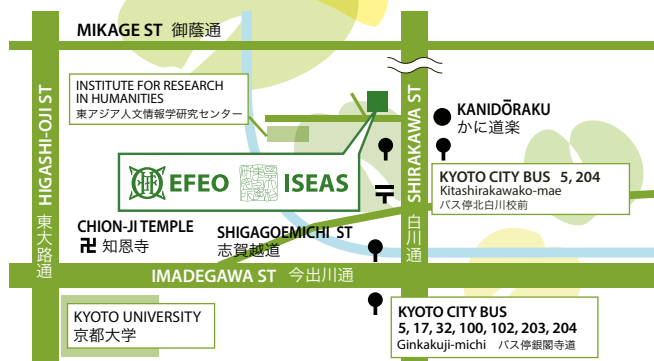 MIKAGE ST 御蔭通
HIGASHI-OJI ST 東大路通
INSTITUTE FOR RESEARCH
IN HUMANITIES
東アジア人文情報学研究センター
SHIRAKAWA ST 白川通
KANIDŌRAKU
かに道楽
EFEO ISEAS
KYOTO CITY BUS 5, 204
Kitashirakawako-mae
バス停北白川校前
CHION-JI TEMPLE
卍 知恩寺
SHIGAGOEMICHI ST
志賀越道
IMADEGAWA ST 今出川通
KYOTO UNIVERSITY
京都大学
KYOTO CITY BUS
5, 17, 32, 100, 102, 203, 204
Ginkakuji-michi バス停銀閣寺道